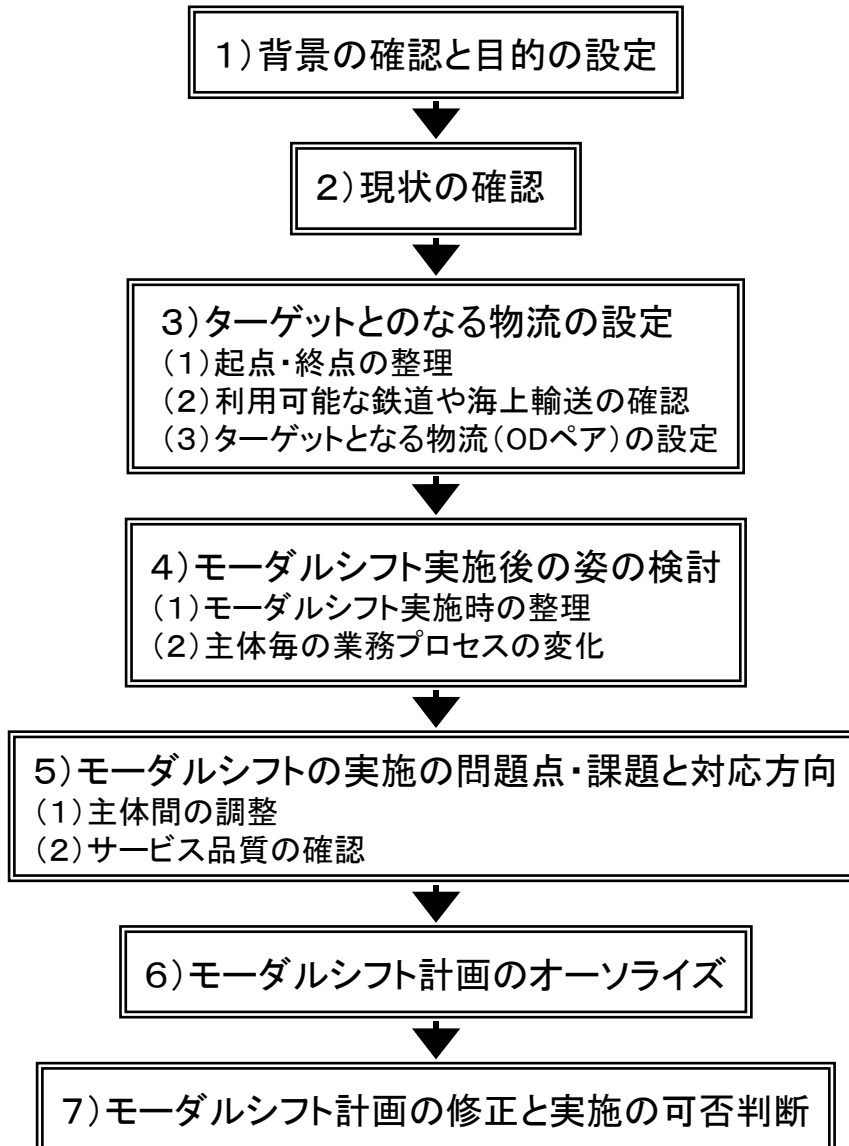 1)背景の確認と目的の設定
2)現状の確認
3)ターゲットとのなる物流の設定
(1)起点・終点の整理
(2)利用可能な鉄道や海上輸送の確認
(3)ターゲットとなる物流(ODペア)の設定
4)モーダルシフト実施後の姿の検討
(1)モーダルシフト実施時の整理
(2)主体毎の業務プロセスの変化
5)モーダルシフトの実施の問題点・課題と対応方向
(1)主体間の調整
(2)サービス品質の確認
6)モーダルシフト計画のオーソライズ
7)モーダルシフト計画の修正と実施の可否判断